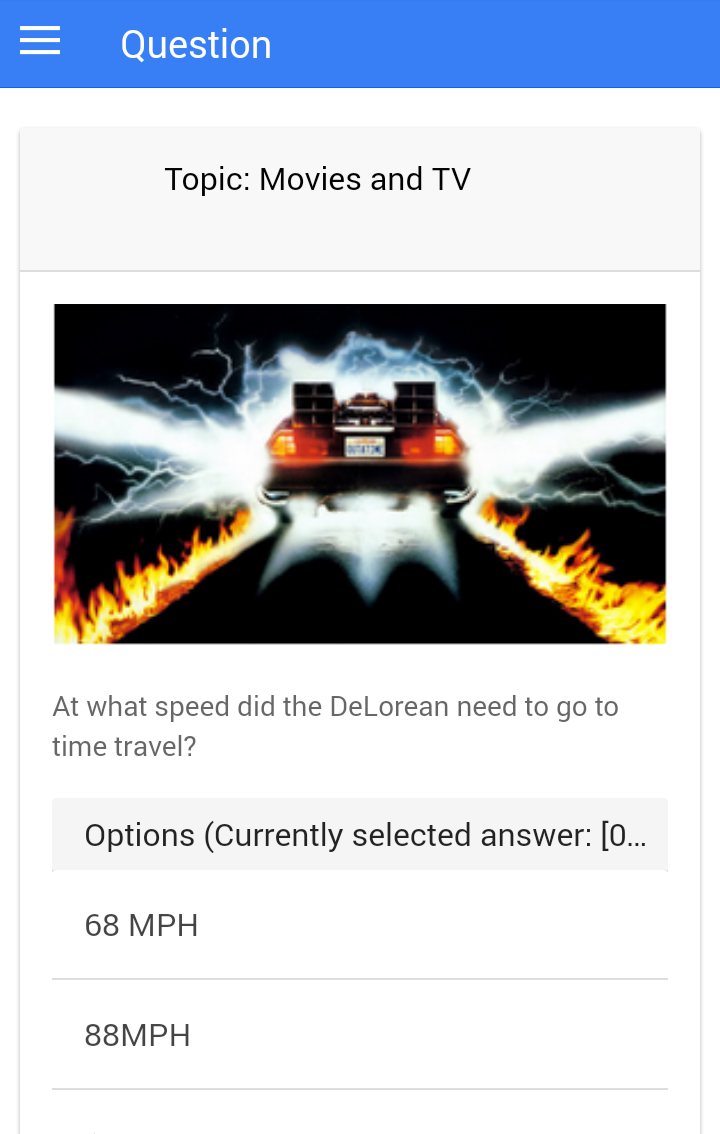 Question
Topic: Movies and TV
OUTATIME
At what speed did the DeLorean need to go to
time travel?
Options (Currently selected answer: [0...
68 MPH
88MPH